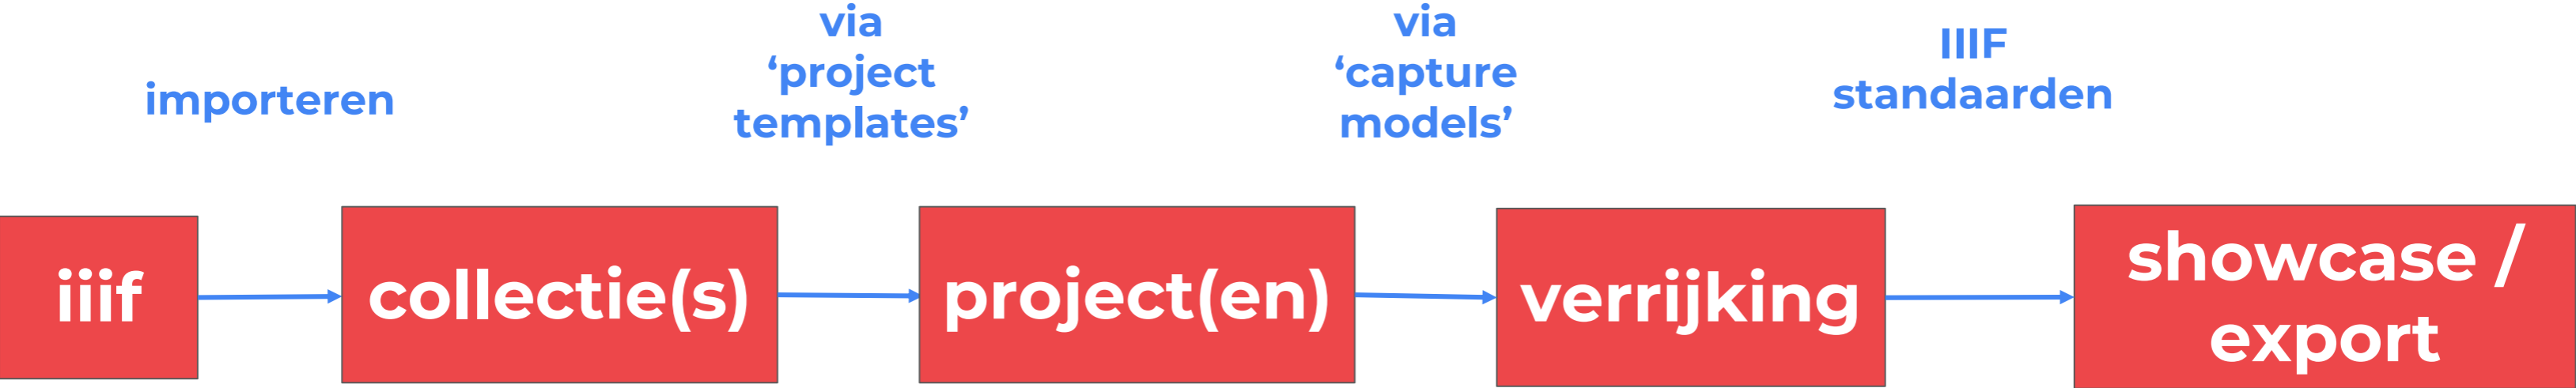 importeren
via
‘project
templates’
via
‘capture
models’
IIIF
standaarden
iiif
collectie(s)
project(en)
verrijking
showcase /
export